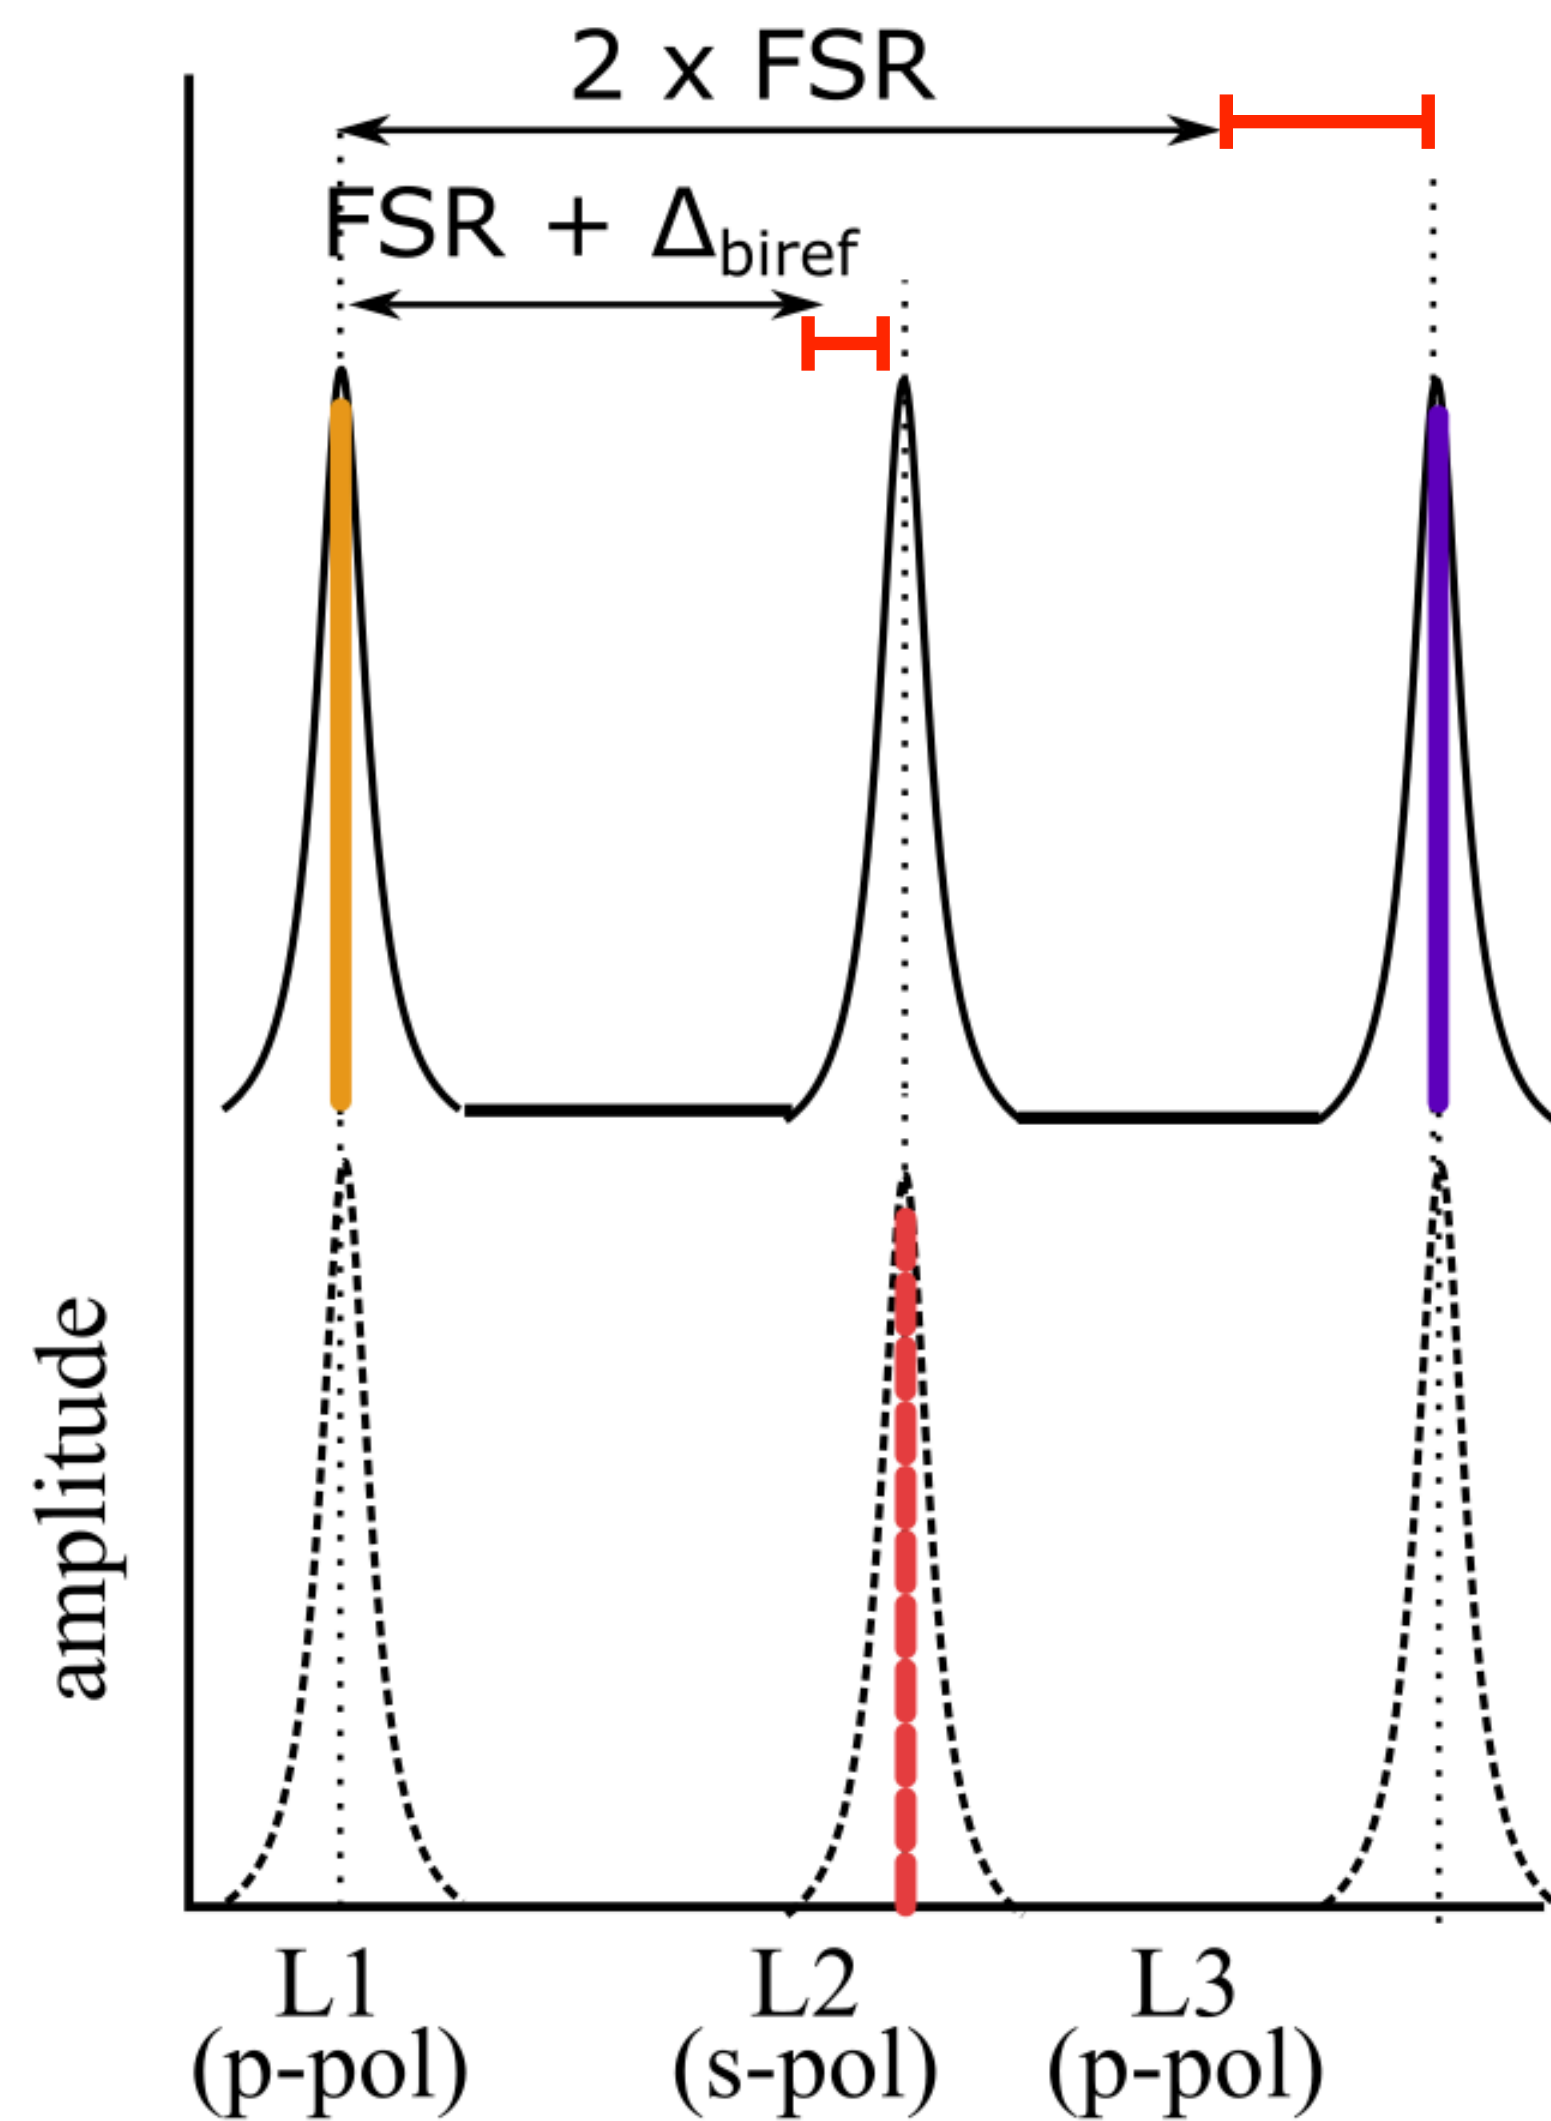 2 x FSR
FSR + Δbiref
amplitude
L1
(p-pol)
L2
(s-pol)
L3
(p-pol)